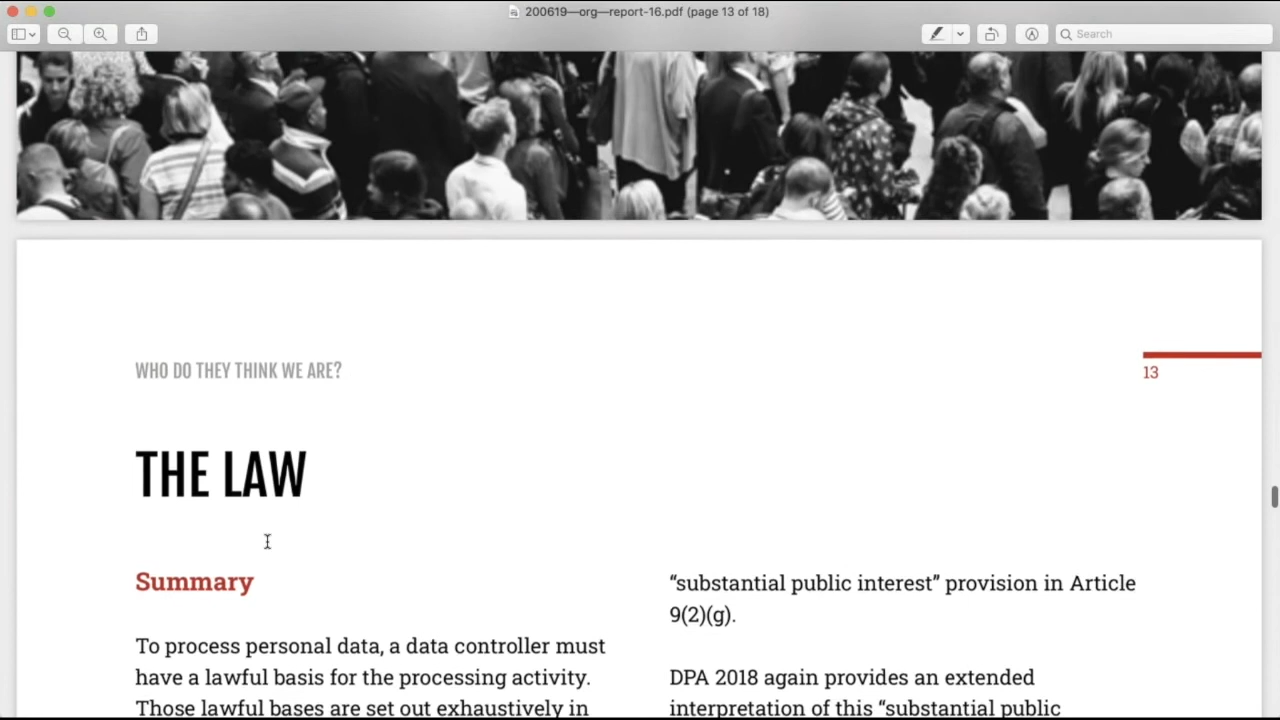 200619—org—report-16.pdf (page 13 of 18)
Search
WHO DO THEY THINK WE ARE?
13
THE LAW
Summary
To process personal data, a data controller must
have a lawful basis for the processing activity.
Those lawful bases are set out exhaustively in
“substantial public interest” provision in Article
9(2)(g).
DPA 2018 again provides an extended
interpretation of this “substantial public